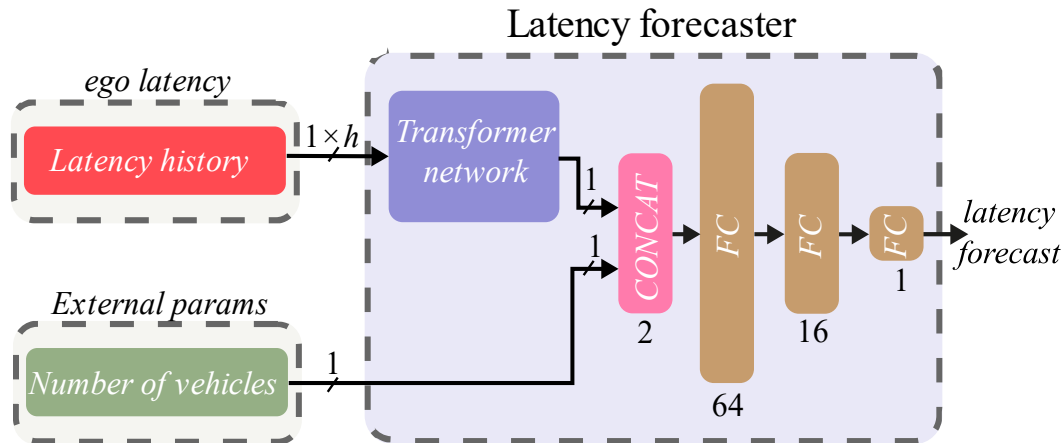 Latency forecaster
ego latency
Latency history
1 × h
Transformer
network
1
CONCAT
2
FC
64
FC
16
FC
1
latency
forecast
1
External params
Number of vehicles
1